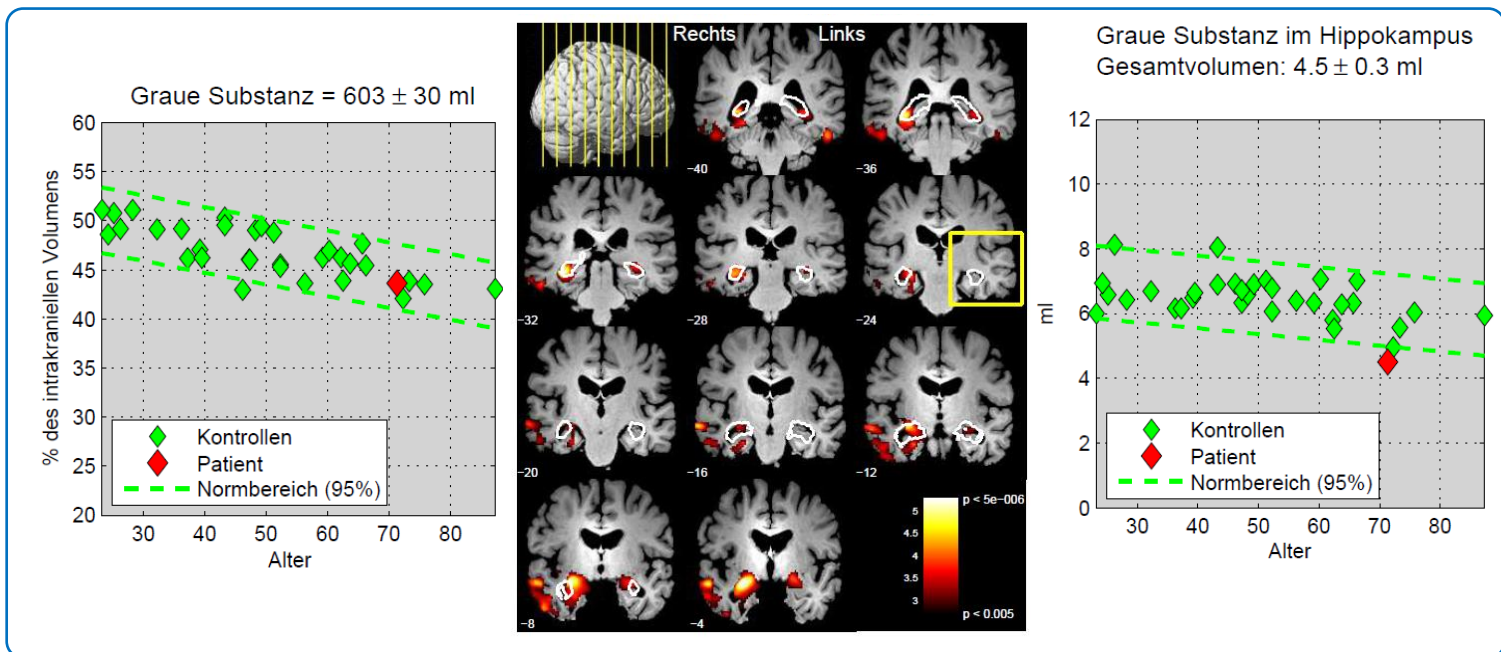 Graue Substanz = 603 ± 30 ml
60
55
50
45
40
35
30
25
20
% des intrakraniellen Volumens
30 40 50 60 70 80
Alter
Kontrollen
Patient
Normbereich (95%)
Rechts Links
−40 −36
−32 −28 −24
−20 −16 −12
−8 −4
p < 5e−006
5
4.5
4
3.5
3
p < 0.005
Graue Substanz im Hippokampus
Gesamtvolumen: 4.5 ± 0.3 ml
12
10
8
6
4
2
0
ml
30 40 50 60 70 80
Alter
Kontrollen
Patient
Normbereich (95%)